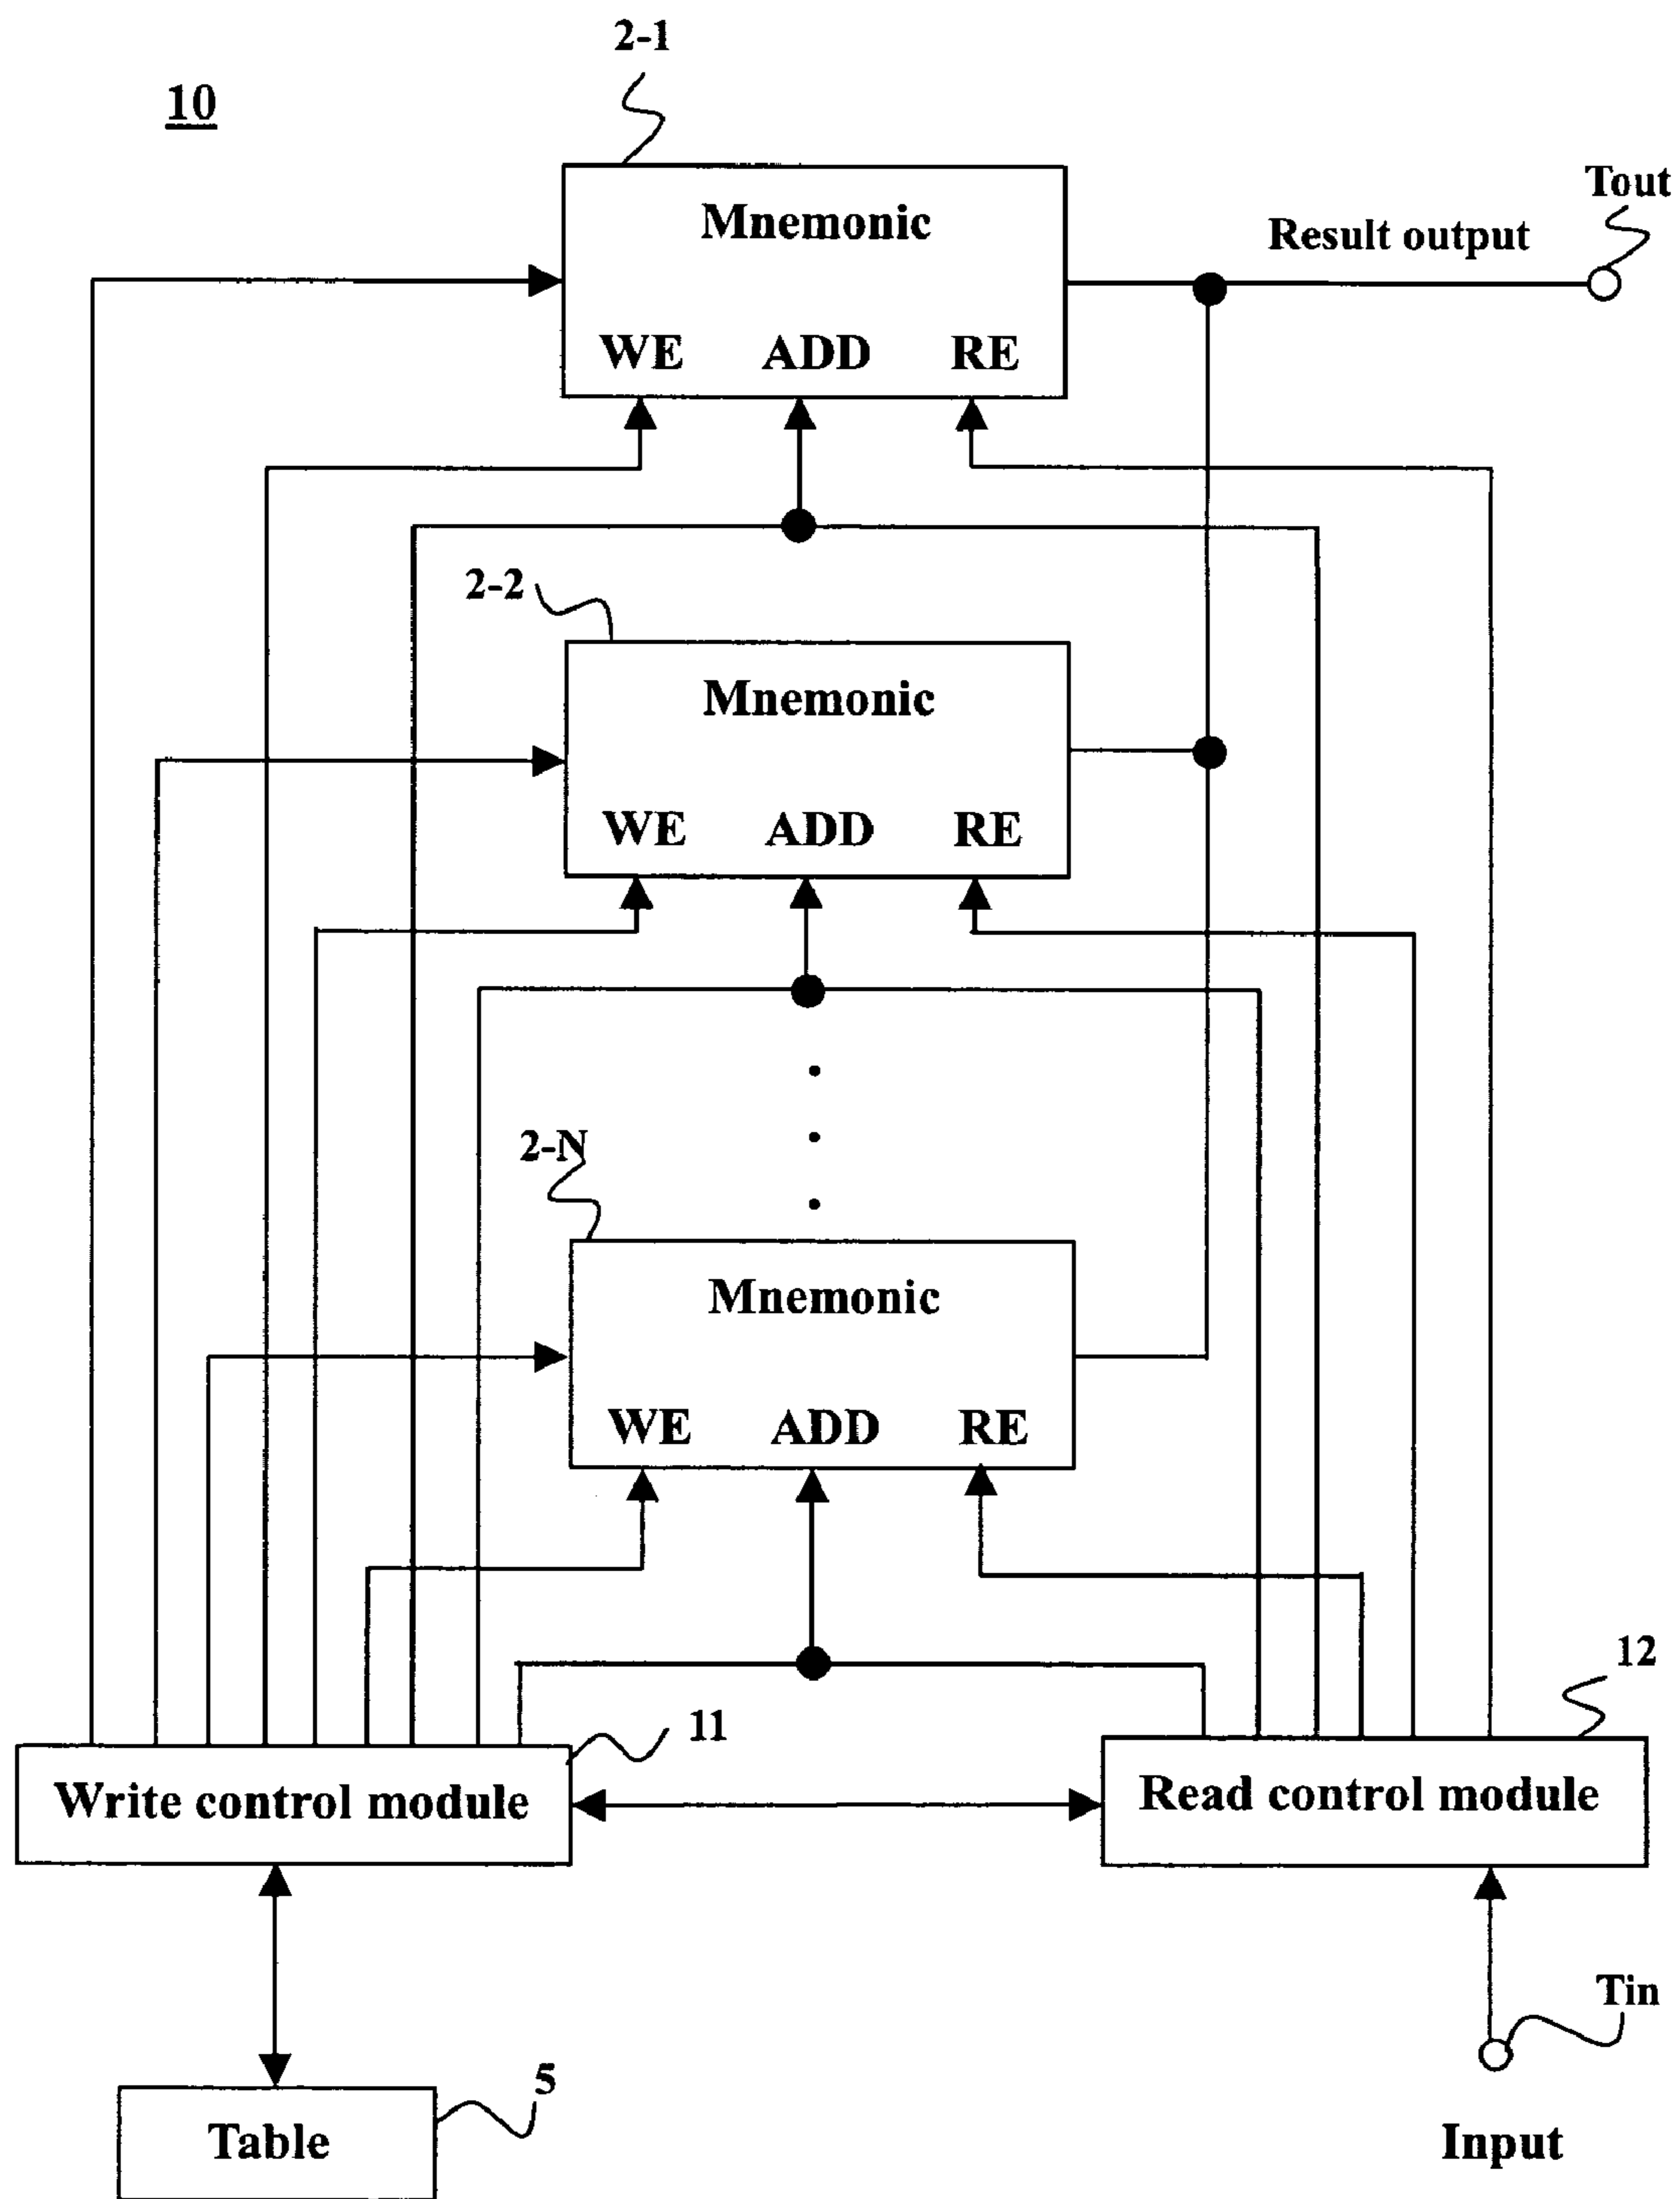 2-1
10
Tout
Mnemonic
Result output
WE ADD RE
2-2
Mnemonic
WE ADD RE
2-N
Mnemonic
WE ADD RE
12
11
Write control module
Read control module
Tin
5
Table
Input